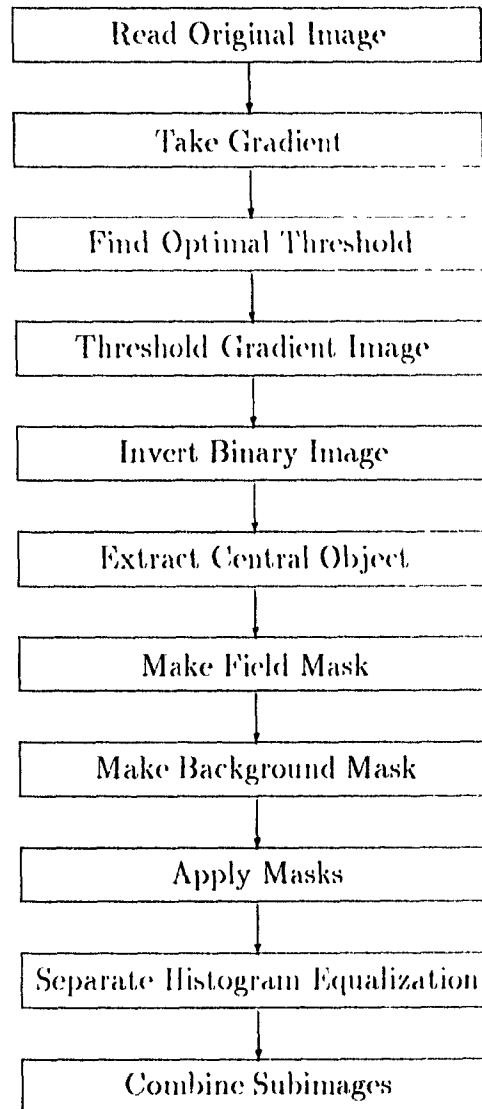 Read Original Image
Take Gradient
Find Optimal Threshold
Threshold Gradient Image
Invert Binary Image
Extract Central Object
Make Field Mask
Make Background Mask
Apply Masks
Separate Histogram Equalization
Combine Subimages